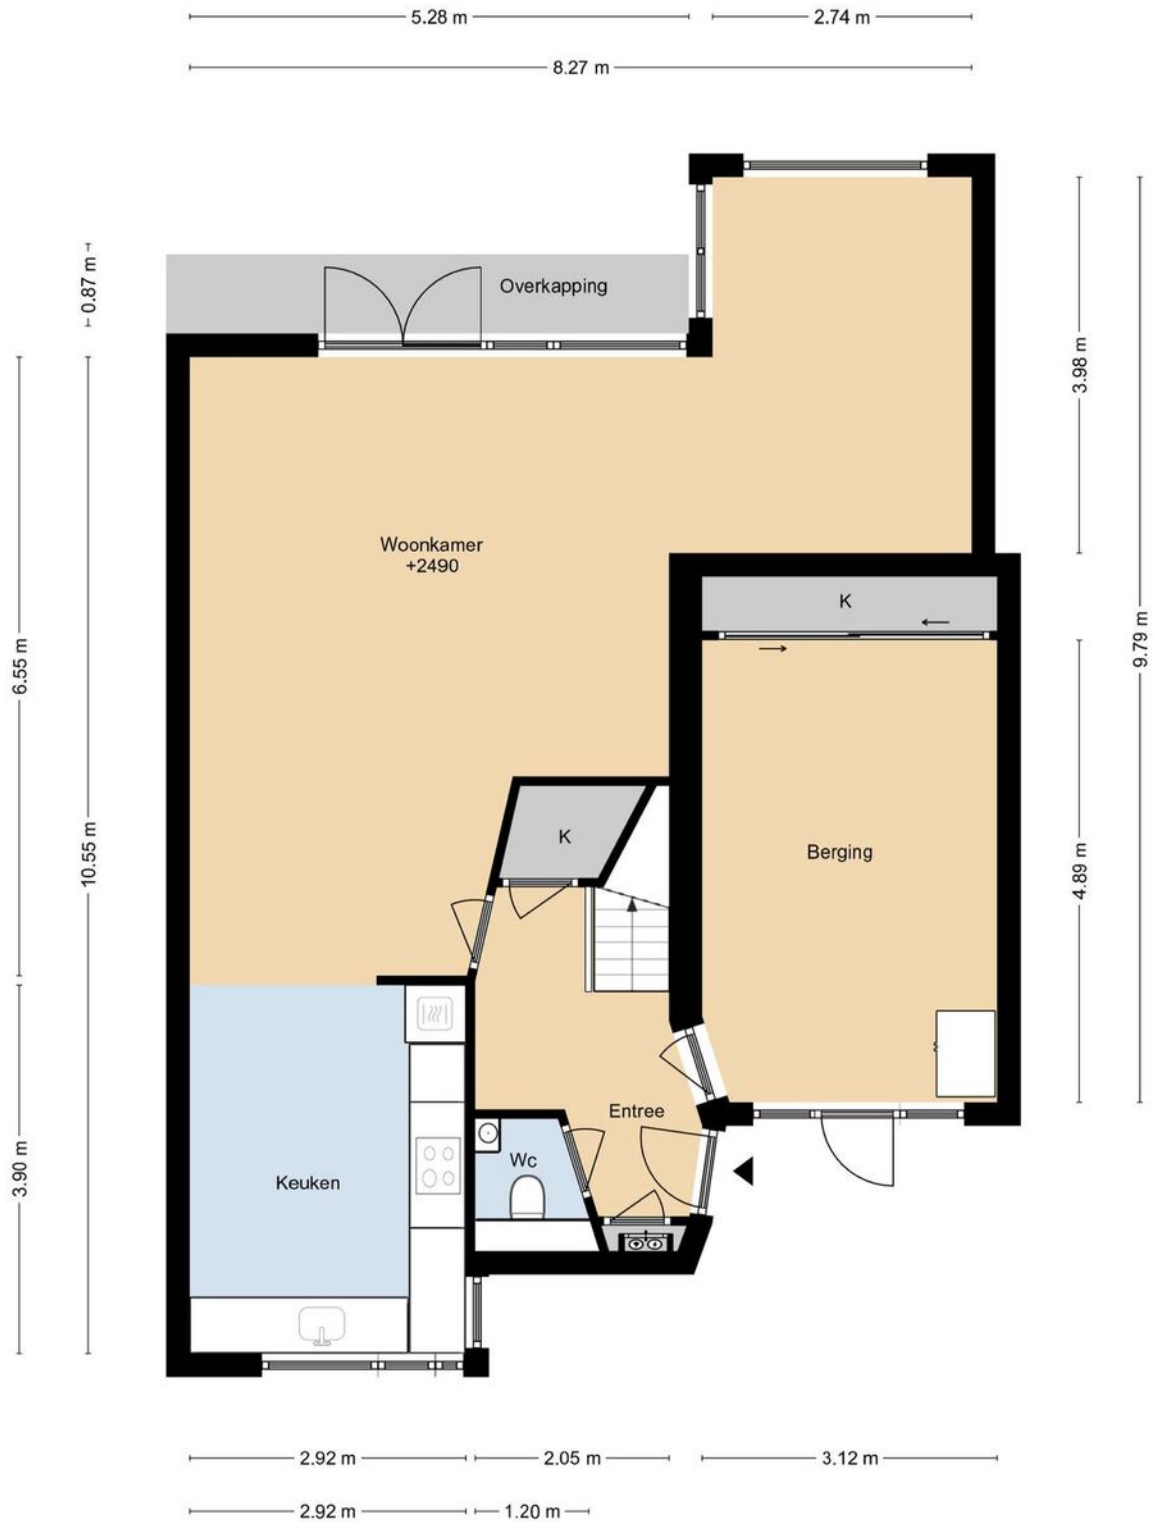 5.28 m
2.74 m
8.27 m
0.87 m
Overkapping
3.98 m
Woonkamer
+2490
K
6.55 m
9.79 m
10.55 m
K
Berging
4.89 m
Entree
Wc
Keuken
3.90 m
2.92 m
2.05 m
3.12 m
2.92 m
1.20 m